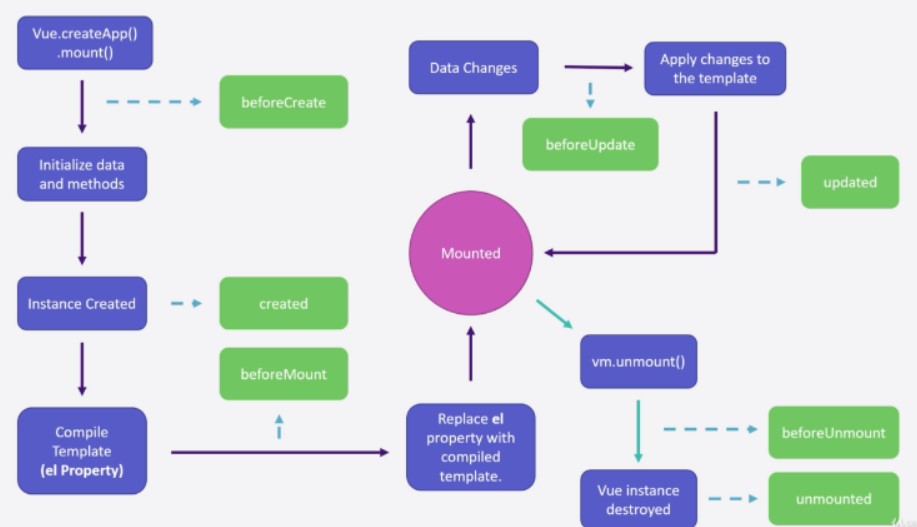 Vue.createApp()
.mount()
beforeCreate
Initialize data
and methods
Instance Created
created
beforeMount
Compile
Template
(el Property)
Replace el
property with
compiled
template.
Mounted
Data Changes
beforeUpdate
Apply changes to
the template
updated
vm.unmount()
beforeUnmount
Vue instance
destroyed
unmounted